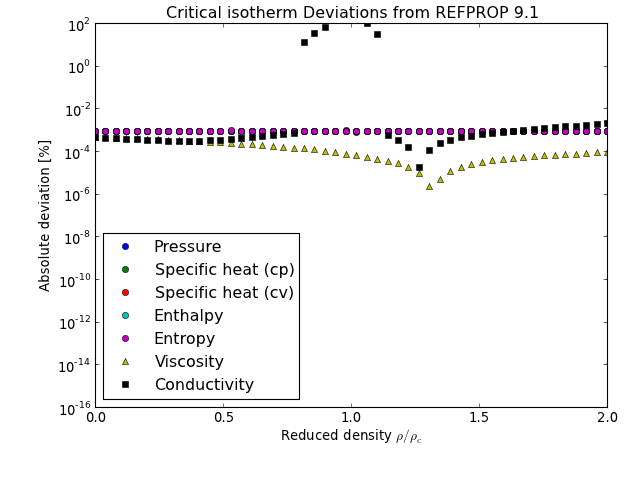 Critical isotherm Deviations from REFPROP 9.1
Absolute deviation [%]
10^2
10^0
10^-2
10^-4
10^-6
10^-8
10^-10
10^-12
10^-14
10^-16
Pressure
Specific heat (cp)
Specific heat (cv)
Enthalpy
Entropy
Viscosity
Conductivity
0.0 0.5 1.0 1.5 2.0
Reduced density ρ/ρ_c